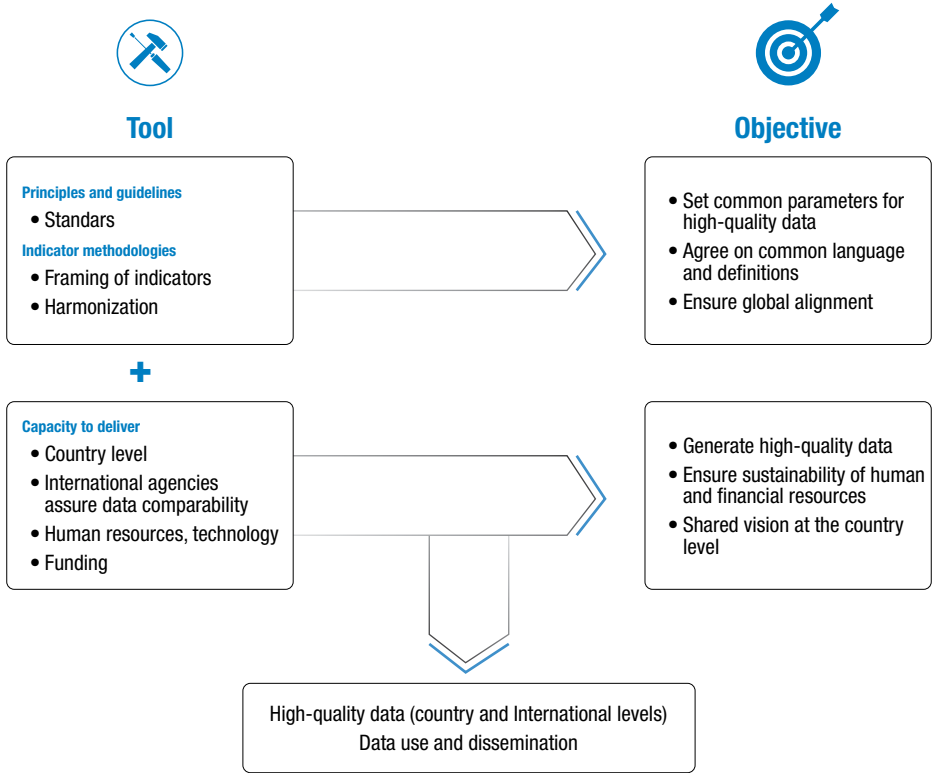 Tool
Objective
Principles and guidelines
• Standars
Indicator methodologies
• Framing of indicators
• Harmonization
• Set common parameters for
high-quality data
• Agree on common language
and definitions
• Ensure global alignment
+
Capacity to deliver
• Country level
• International agencies
assure data comparability
• Human resources, technology
• Funding
• Generate high-quality data
• Ensure sustainability of human
and financial resources
• Shared vision at the country
level
High-quality data (country and International levels)
Data use and dissemination